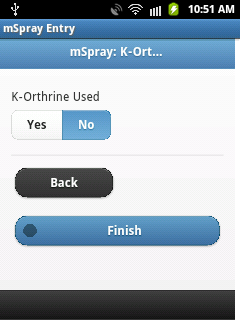 10:51 AM
mSpray Entry
mSpray: K-Ort...
K-Orthrine Used
Yes No
Back
Finish